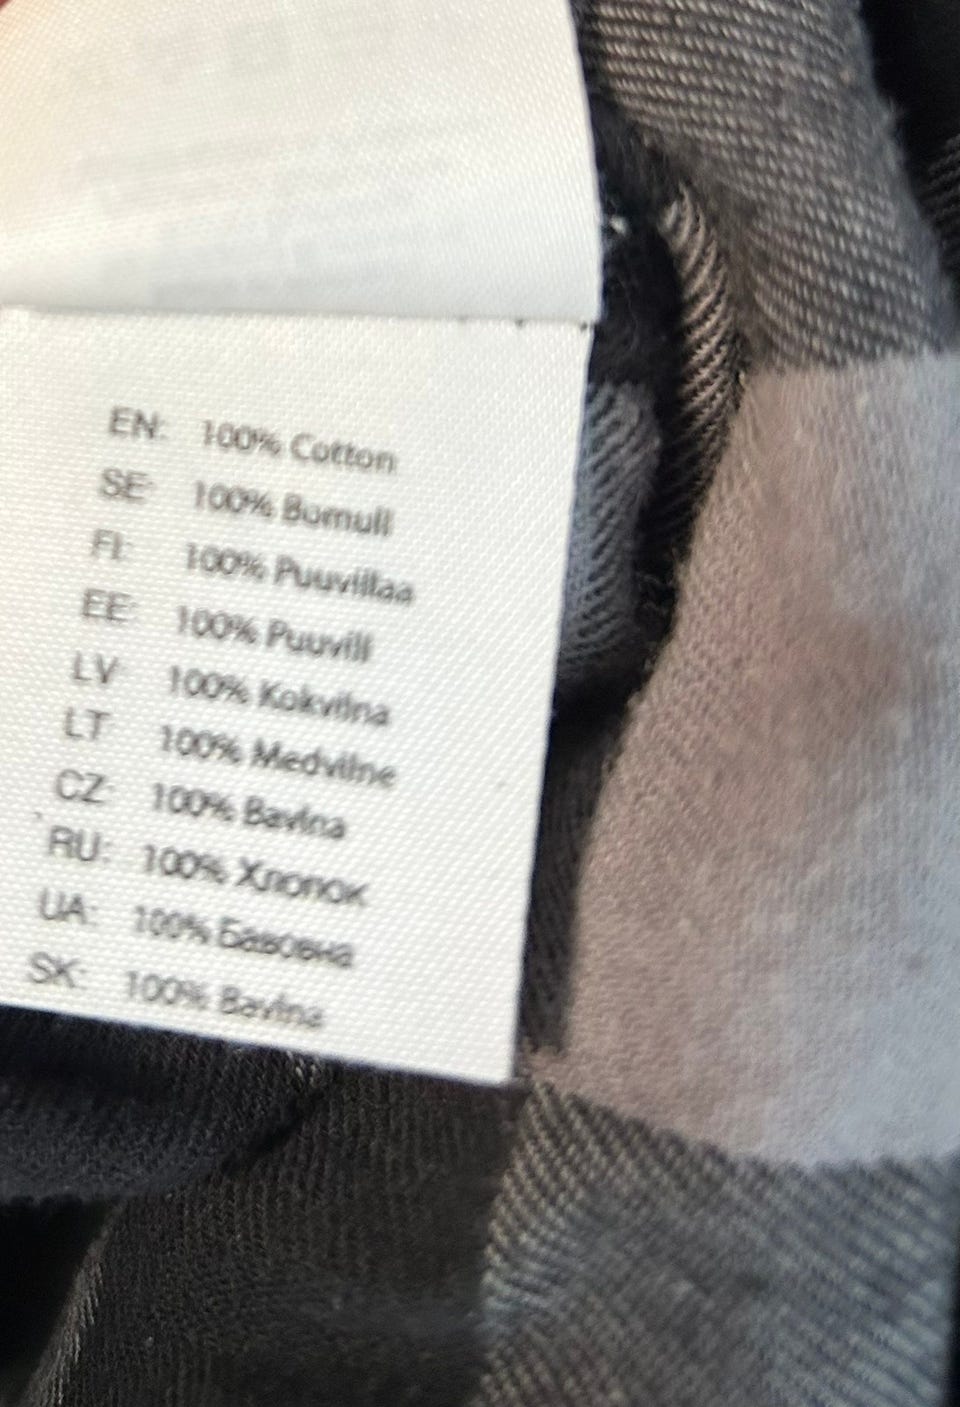 EN: 100% Cotton
SE: 100% Bomull
FI: 100% Puuvillaa
EE: 100% Puuvill
LV: 100% Kokvilna
LT: 100% Medvilne
CZ: 100% Bavlna
RU: 100% Хлопок
UA: 100% Бавовна
SK: 100% Bavlna